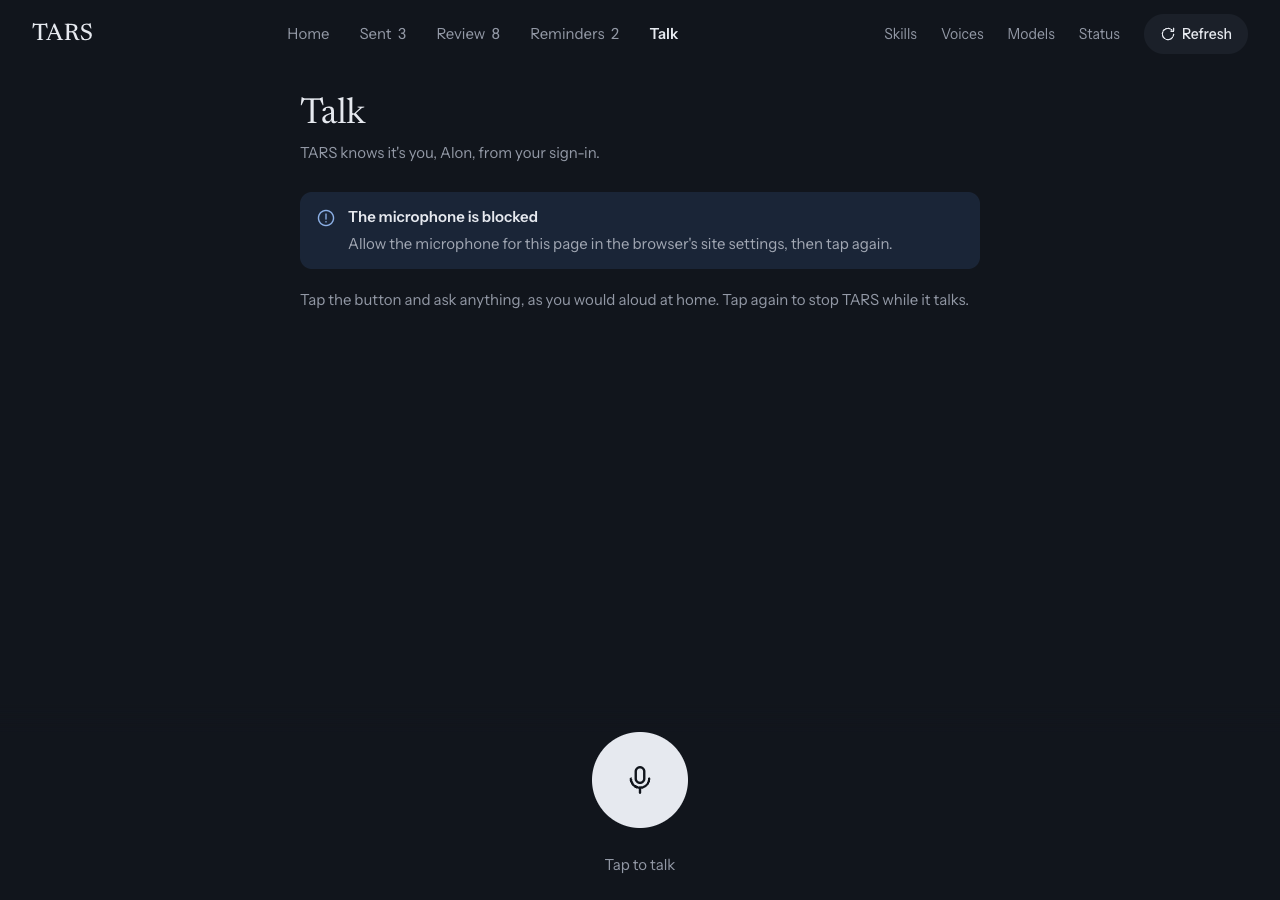 TARS
Home
Sent 3
Review 8
Reminders 2
Talk
Skills
Voices
Models
Status
Refresh
Talk
TARS knows it's you, Alon, from your sign-in.
The microphone is blocked
Allow the microphone for this page in the browser's site settings, then tap again.
Tap the button and ask anything, as you would aloud at home. Tap again to stop TARS while it talks.
Tap to talk